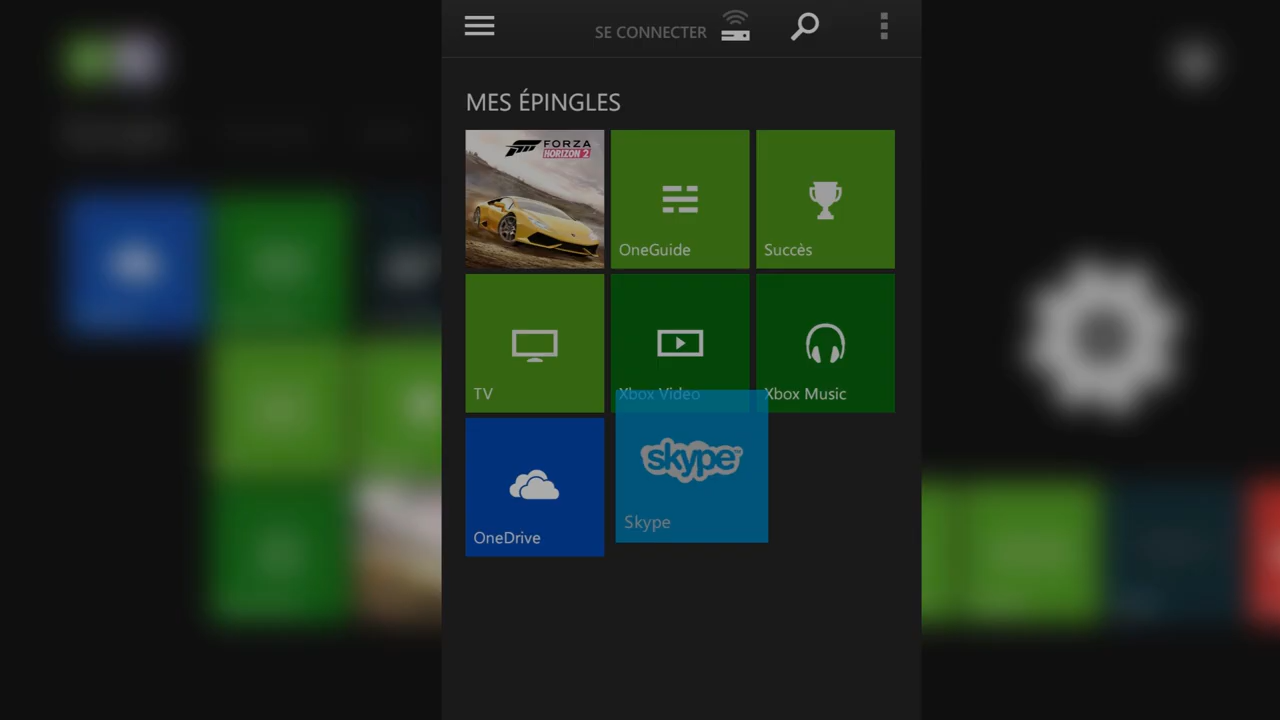 SE CONNECTER
MES ÉPINGLES
FORZA
HORIZON 2
OneGuide
Succès
TV
Xbox Video
Xbox Music
skype
OneDrive
Skype